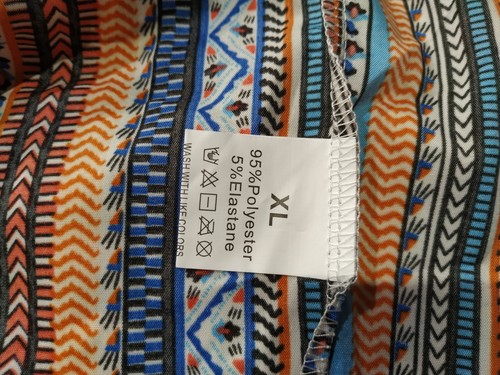 XL
95%Polyester
5%Elastane
WASH WITH LIKE COLORS